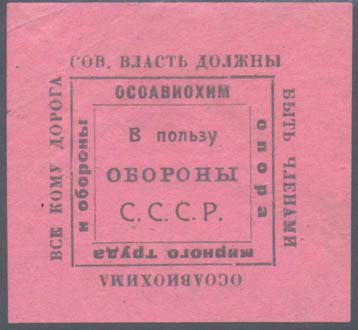 ВСЕ КОМУ ДОРОГА
СОВ. ВЛАСТЬ ДОЛЖНЫ
БЫТЬ ЧЛЕНАМИ
ОСОАВИОХИМА
ОСОАВИОХИМ
опора
мирного труда
и обороны
В пользу
ОБОРОНЫ
С.С.С.Р.